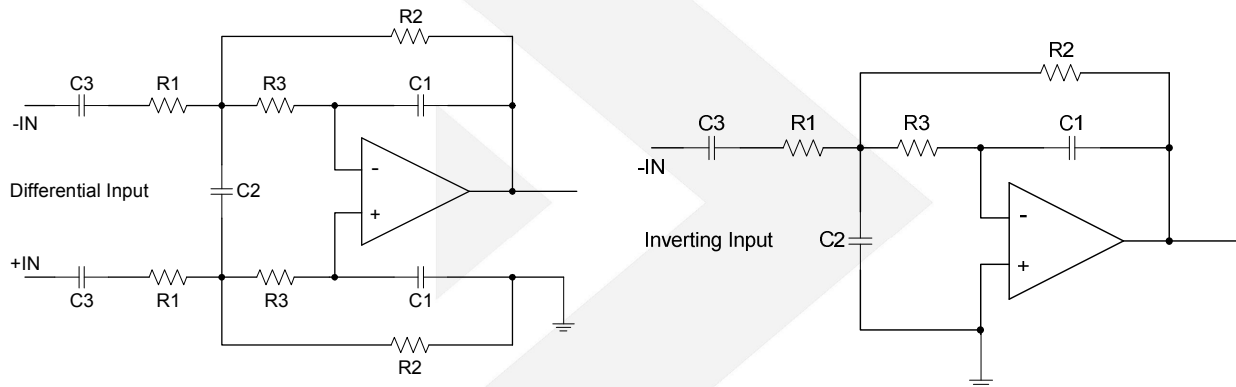 R2
C3
R1
R3
C1
-IN
-
Differential Input
C2
+
+IN
C3
R1
R3
C1
R2
R2
C3
R1
R3
C1
-IN
-
Inverting Input
C2
+